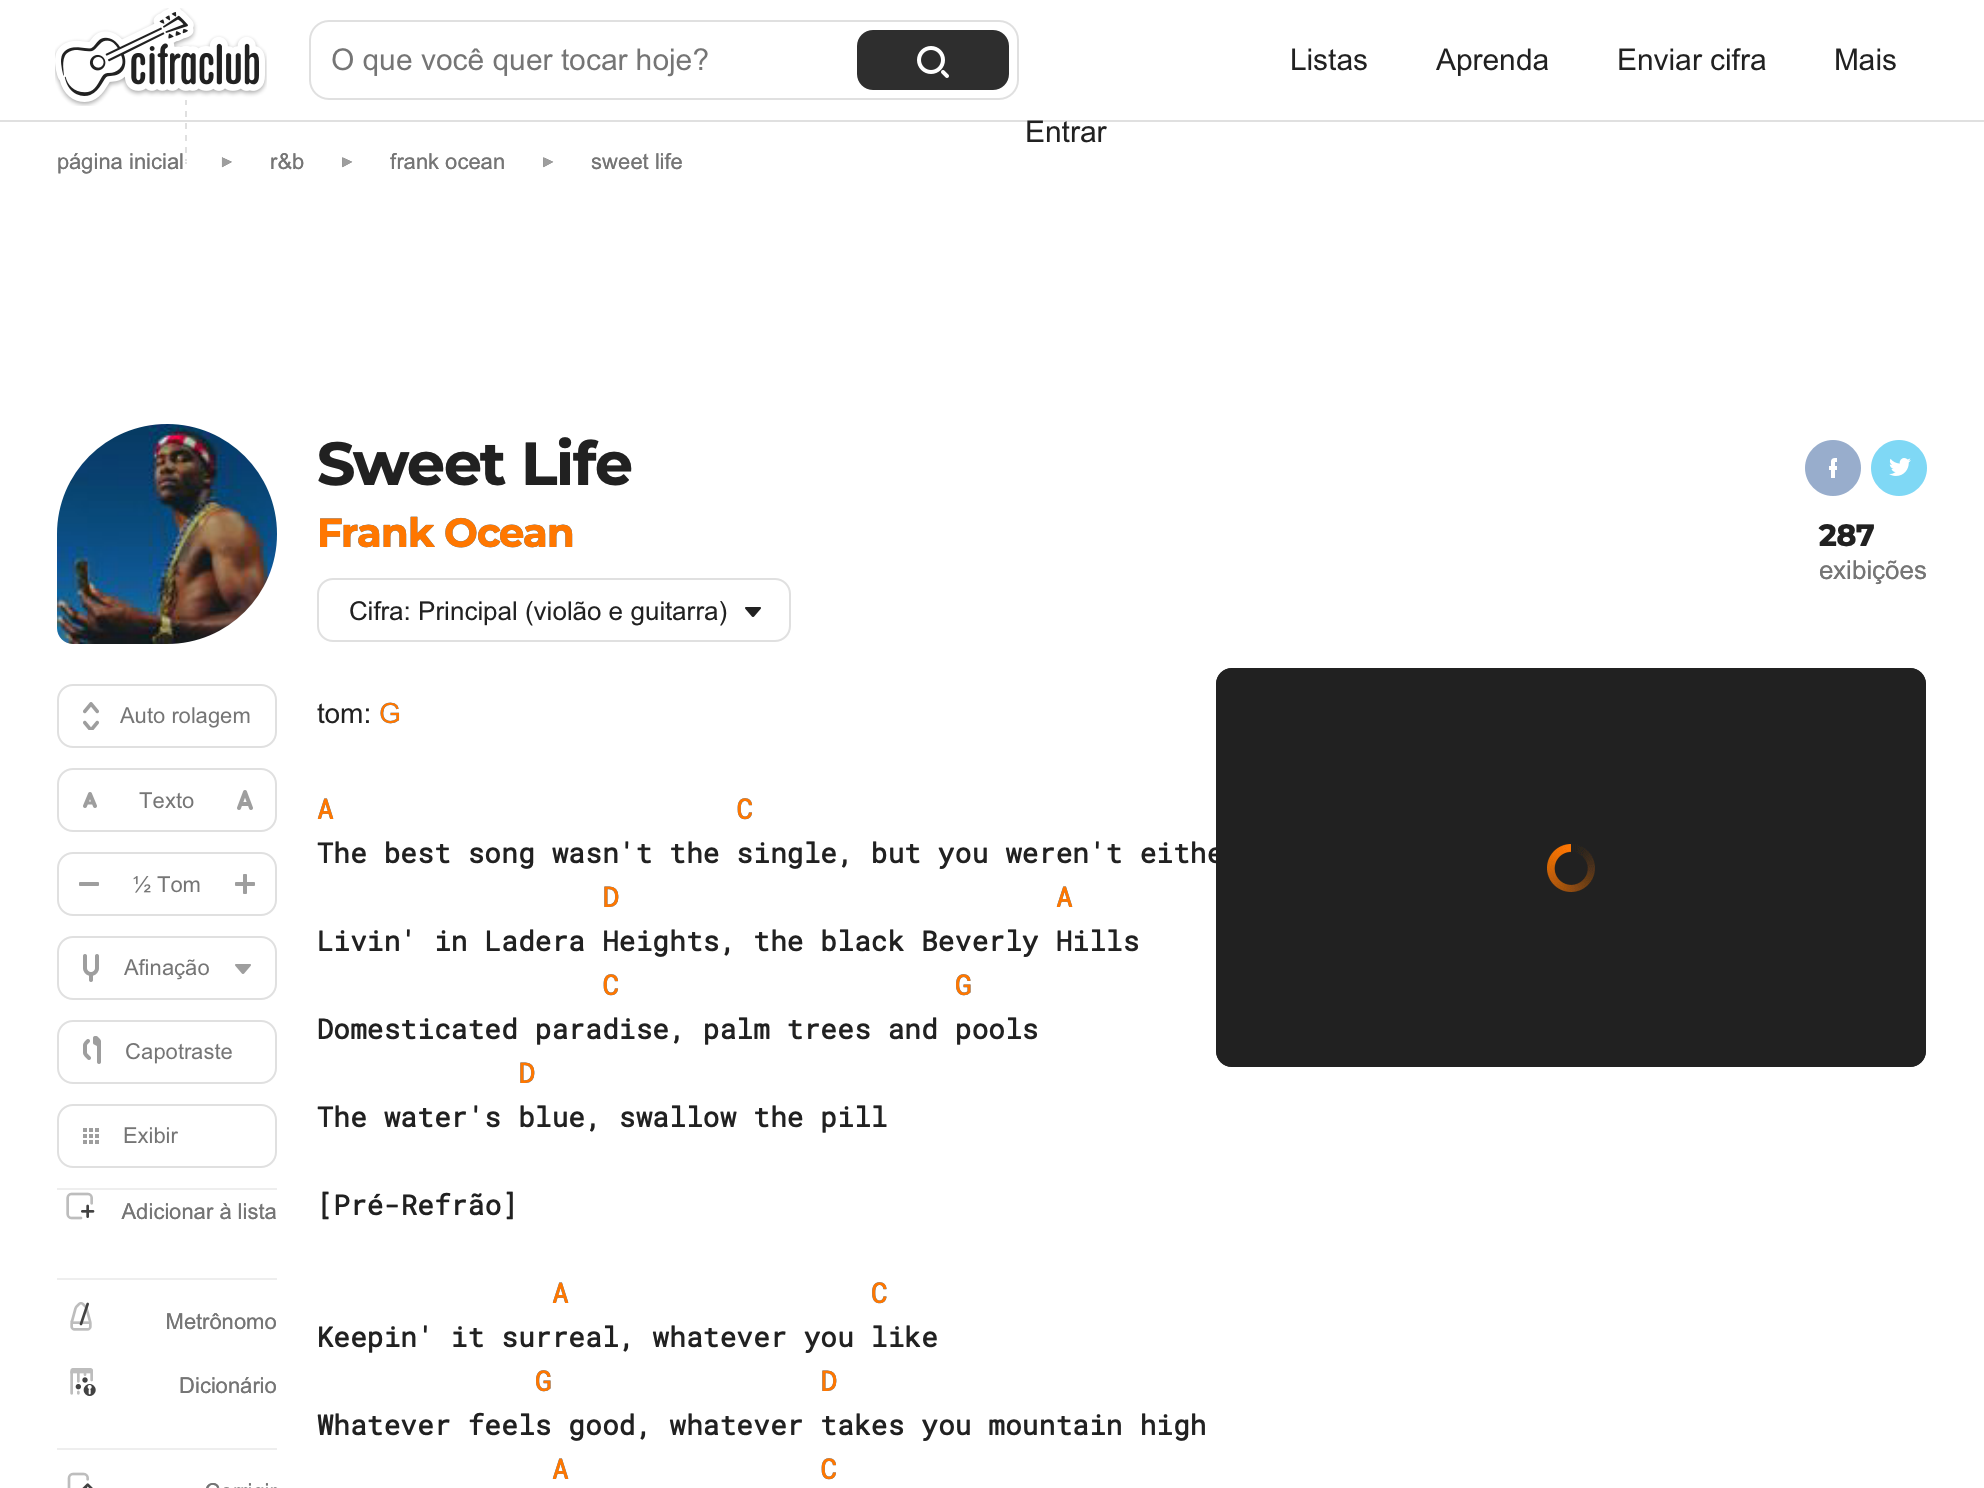 cifraclub
O que você quer tocar hoje?
Listas Aprenda Enviar cifra Mais
Entrar
página inicial ► r&b ► frank ocean ► sweet life
Sweet Life
Frank Ocean
Cifra: Principal (violão e guitarra)
287
exibições
Auto rolagem
A Texto A
½ Tom
Afinação
Capotraste
Exibir
Adicionar à lista
Metrônomo
Dicionário
Corrigir
tom: G
A C
The best song wasn't the single, but you weren't eithe
D A
Livin' in Ladera Heights, the black Beverly Hills
C G
Domesticated paradise, palm trees and pools
D
The water's blue, swallow the pill
[Pré-Refrão]
A C
Keepin' it surreal, whatever you like
G D
Whatever feels good, whatever takes you mountain high
A C